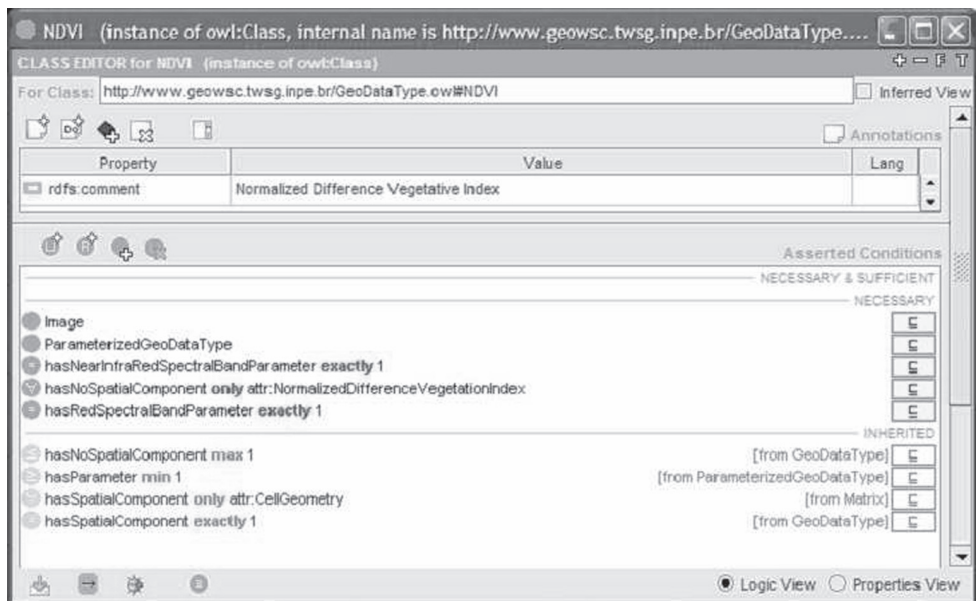 NDVI (instance of owl:Class, internal name is http://www.geowsc.twsg.inpe.br/GeoDataType....
CLASS EDITOR for NDVI (instance of owl:Class)
For Class: http://www.geowsc.twsg.inpe.br/GeoDataType.owl#NDVI Inferred View
Annotations
Property Value Lang
rdfs:comment Normalized Difference Vegetative Index
Asserted Conditions
NECESSARY & SUFFICIENT
NECESSARY
Image ⊑
ParameterizedGeoDataType ⊑
hasNearInfraRedSpectralBandParameter exactly 1 ⊑
hasNoSpatialComponent only attr:NormalizedDifferenceVegetationIndex ⊑
hasRedSpectralBandParameter exactly 1 ⊑
INHERITED
hasNoSpatialComponent max 1 [from GeoDataType] ⊑
hasParameter min 1 [from ParameterizedGeoDataType] ⊑
hasSpatialComponent only attr:CellGeometry [from Matrix] ⊑
hasSpatialComponent exactly 1 [from GeoDataType] ⊑
Logic View Properties View